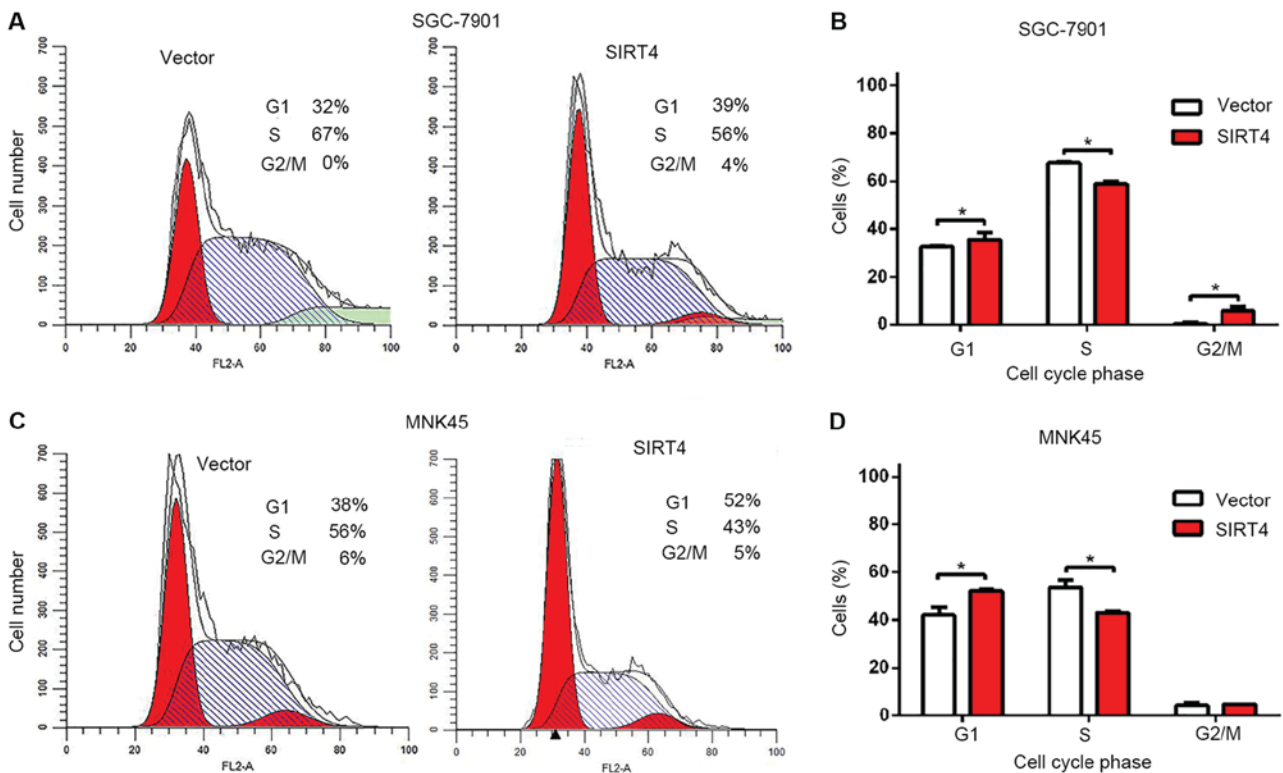 A
SGC-7901
Vector
G1 32%
S 67%
G2/M 0%
Cell number
700
600
500
400
300
200
100
0
0 20 40 60 80 100
FL2-A
SIRT4
G1 39%
S 56%
G2/M 4%
700
600
500
400
300
200
100
0
0 20 40 60 80 100
FL2-A
B
SGC-7901
Vector
SIRT4
Cells (%)
100
80
60
40
20
0
* * *
G1 S G2/M
Cell cycle phase
C
MNK45
Vector
G1 38%
S 56%
G2/M 6%
Cell number
700
600
500
400
300
200
100
0
0 20 40 60 80 100
FL2-A
SIRT4
G1 52%
S 43%
G2/M 5%
700
600
500
400
300
200
100
0
0 20 40 60 80 100
FL2-A
D
MNK45
Vector
SIRT4
Cells (%)
100
80
60
40
20
0
* *
G1 S G2/M
Cell cycle phase